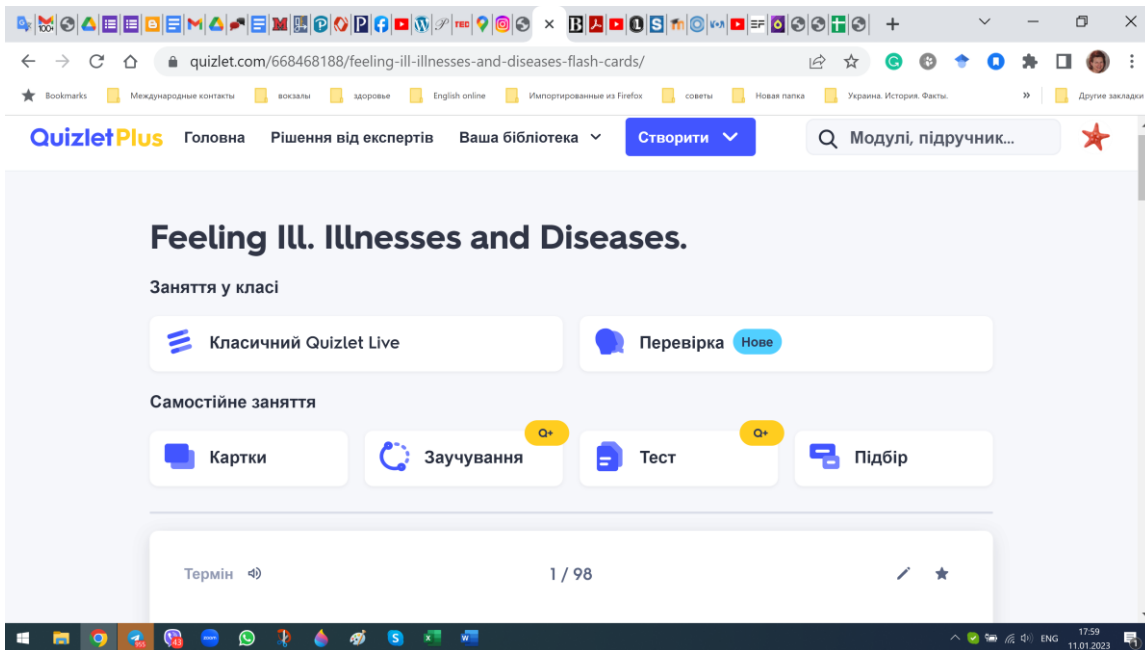 quizlet.com/668468188/feeling-ill-illnesses-and-diseases-flash-cards/
Bookmarks Международные контакты вокзалы здоровье English online Импортированные из Firefox советы Новая папка Украина. История. Факты. » Другие закладки
QuizletPlus Головна Рішення від експертів Ваша бібліотека Створити Модулі, підручник...
Feeling Ill. Illnesses and Diseases.
Заняття у класі
Класичний Quizlet Live Перевірка Нове
Самостійне заняття
Q+ Q+
Картки Заучування Тест Підбір
Термін 1 / 98
ENG 17:59
11.01.2023